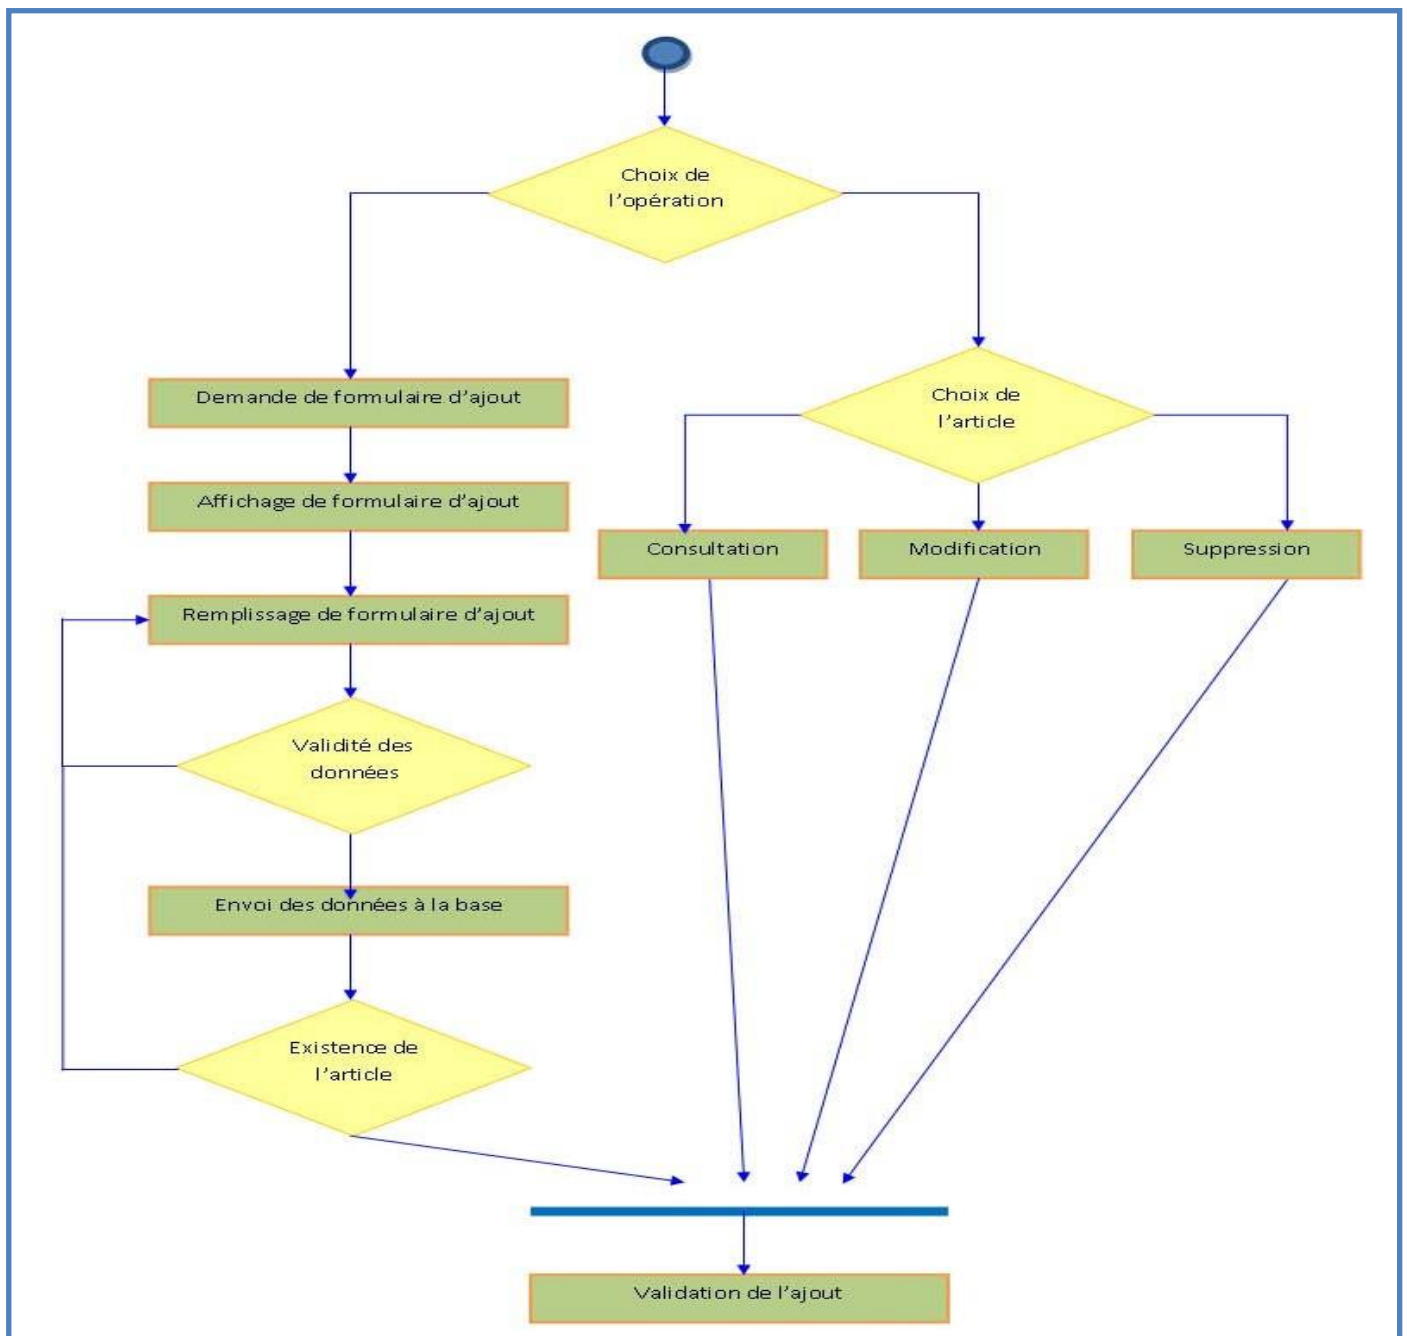 Choix de
l'opération
Demande de formulaire d'ajout
Choix de
l'article
Affichage de formulaire d'ajout
Consultation
Modification
Suppression
Remplissage de formulaire d'ajout
Validité des
données
Envoi des données à la base
Existence de
l'article
Validation de l'ajout